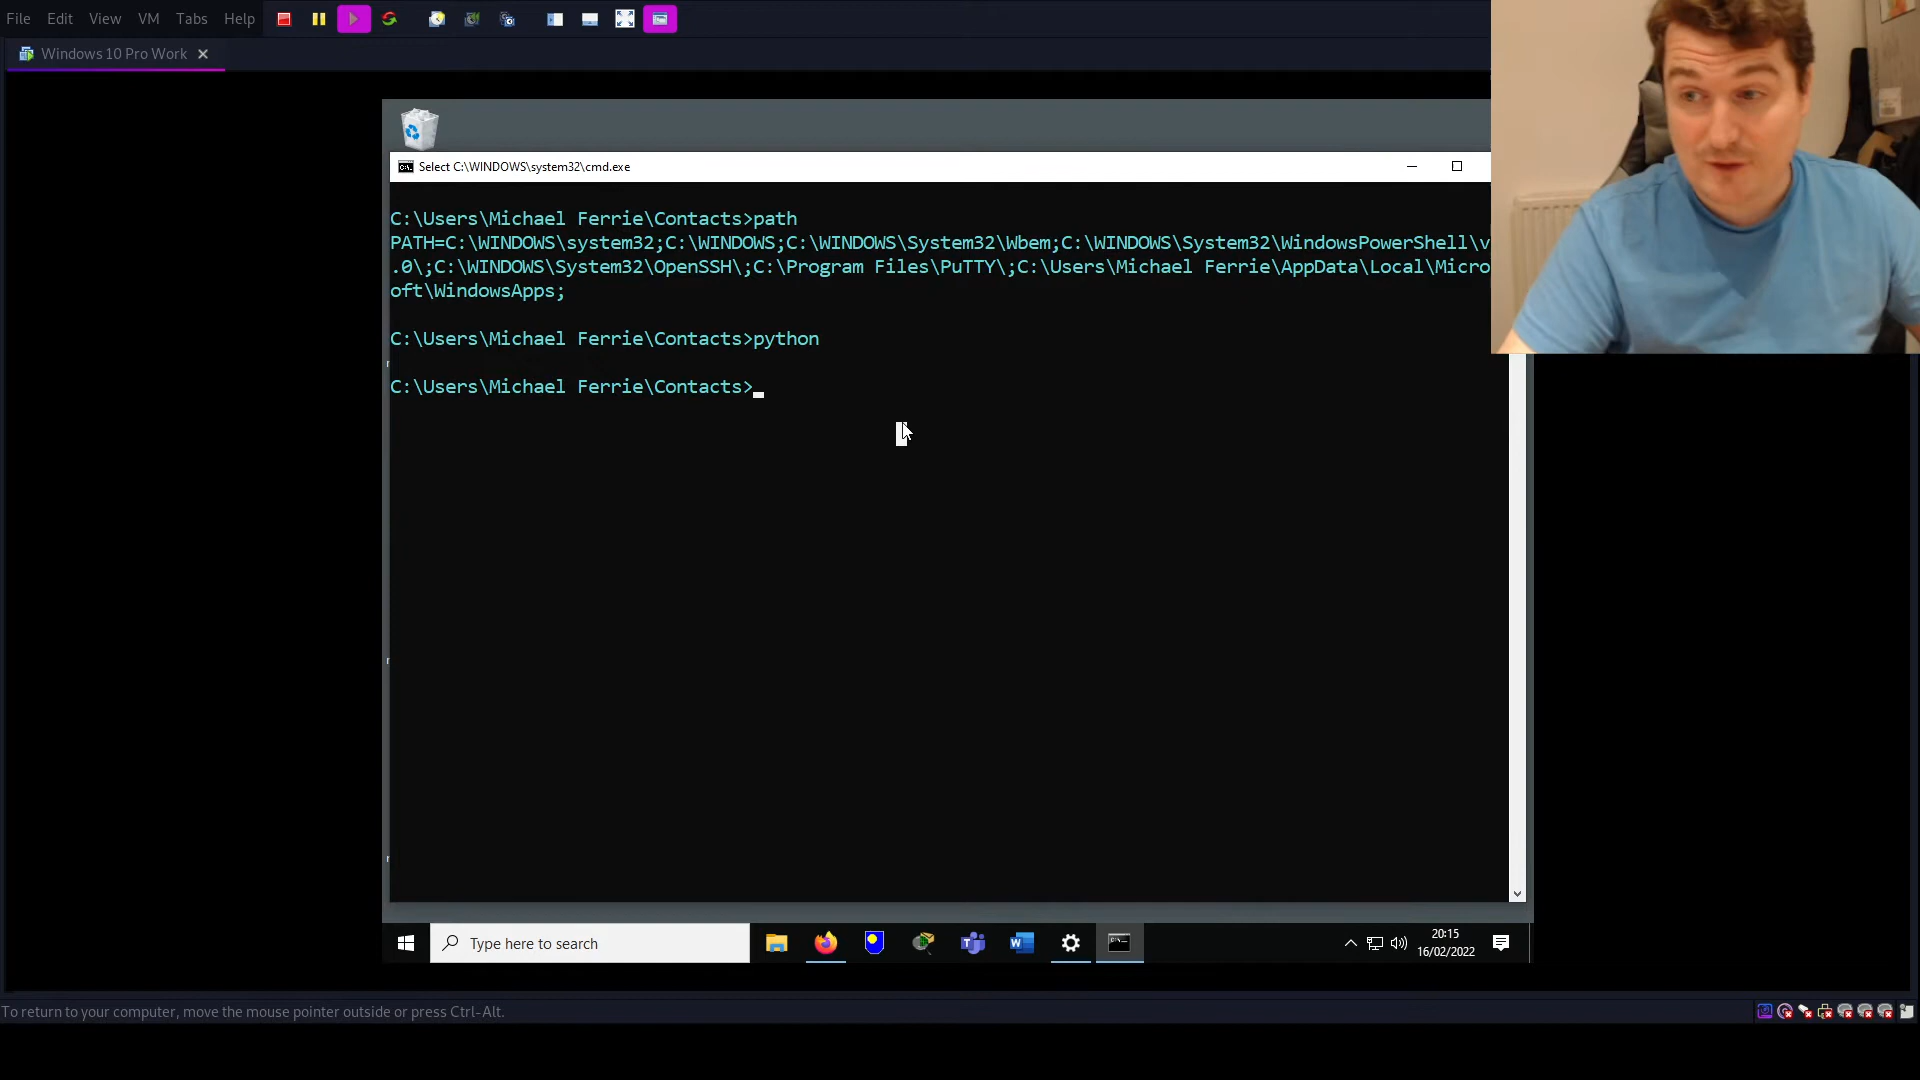 File Edit View VM Tabs Help
Windows 10 Pro Work
Select C:\WINDOWS\system32\cmd.exe
C:\Users\Michael Ferrie\Contacts>path
PATH=C:\WINDOWS\system32;C:\WINDOWS;C:\WINDOWS\System32\Wbem;C:\WINDOWS\System32\WindowsPowerShell\v
.0\;C:\WINDOWS\System32\OpenSSH\;C:\Program Files\PuTTY\;C:\Users\Michael Ferrie\AppData\Local\Micro
oft\WindowsApps;
C:\Users\Michael Ferrie\Contacts>python
C:\Users\Michael Ferrie\Contacts>
Type here to search
20:15
16/02/2022
To return to your computer, move the mouse pointer outside or press Ctrl-Alt.